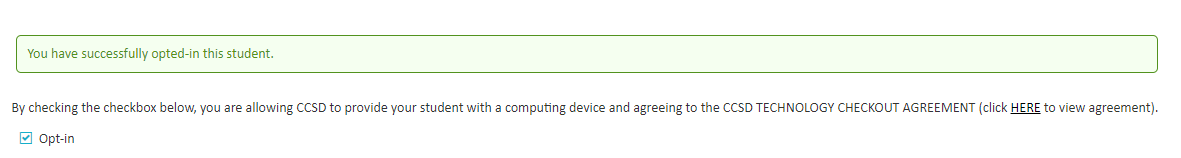 You have successfully opted-in this student.
By checking the checkbox below, you are allowing CCSD to provide your student with a computing device and agreeing to the CCSD TECHNOLOGY CHECKOUT AGREEMENT (click HERE to view agreement).
Opt-in